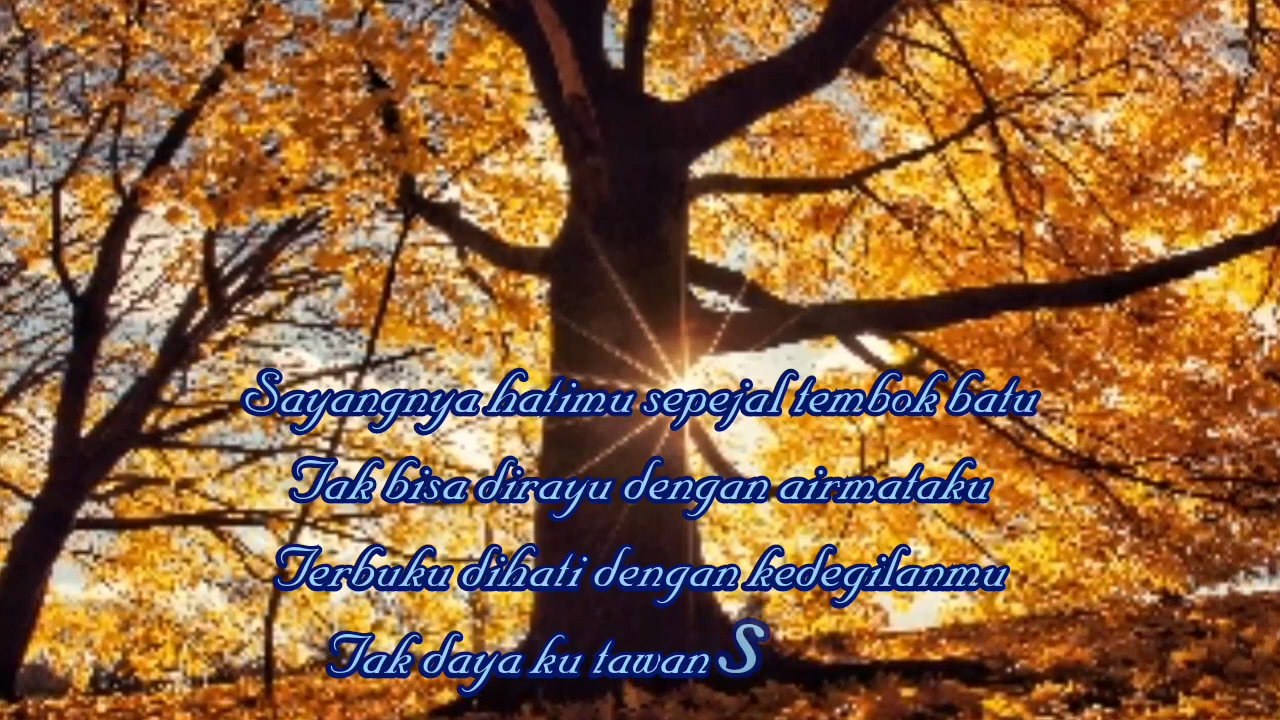 Sayangnya hatimu sepejal tembok batu
Tak bisa dirayu dengan airmataku
Terbuku dihati dengan kedegilanmu
Tak daya ku tawan S